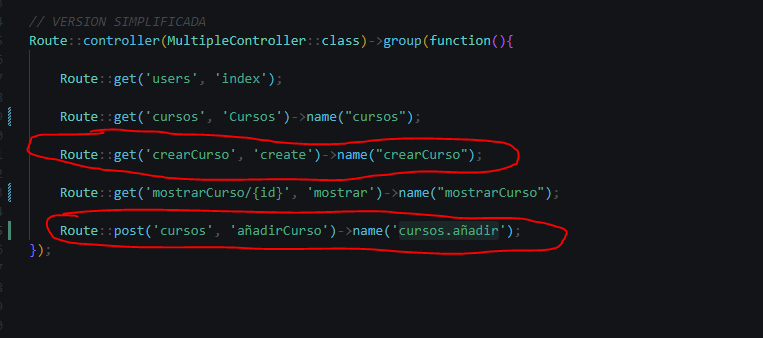 // VERSION SIMPLIFICADA
Route::controller(MultipleController::class)->group(function(){
Route::get('users', 'index');
Route::get('cursos', 'Cursos')->name("cursos");
Route::get('crearCurso', 'create')->name("crearCurso");
Route::get('mostrarCurso/{id}', 'mostrar')->name("mostrarCurso");
Route::post('cursos', 'añadirCurso')->name('cursos.añadir');
});